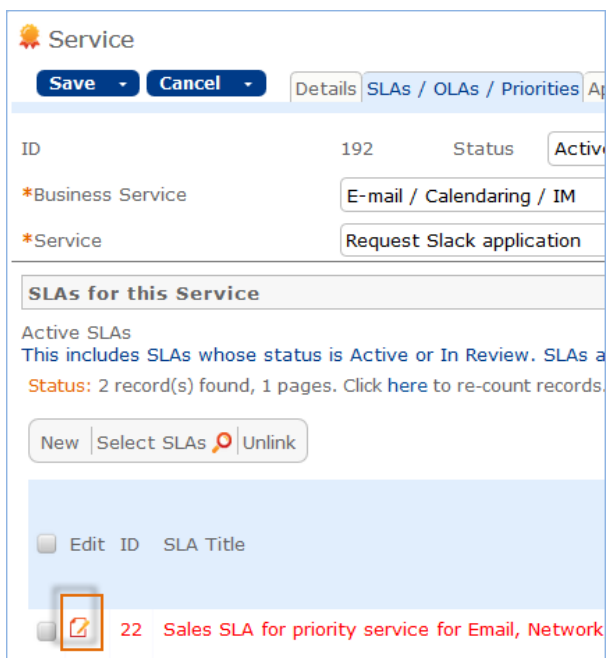 Service
Save Cancel Details SLAs / OLAs / Priorities
ID 192 Status Active
*Business Service E-mail / Calendaring / IM
*Service Request Slack application
SLAs for this Service
Active SLAs
This includes SLAs whose status is Active or In Review. SLAs
Status: 2 record(s) found, 1 pages. Click here to re-count records.
New Select SLAs Unlink
Edit ID SLA Title
22 Sales SLA for priority service for Email, Network